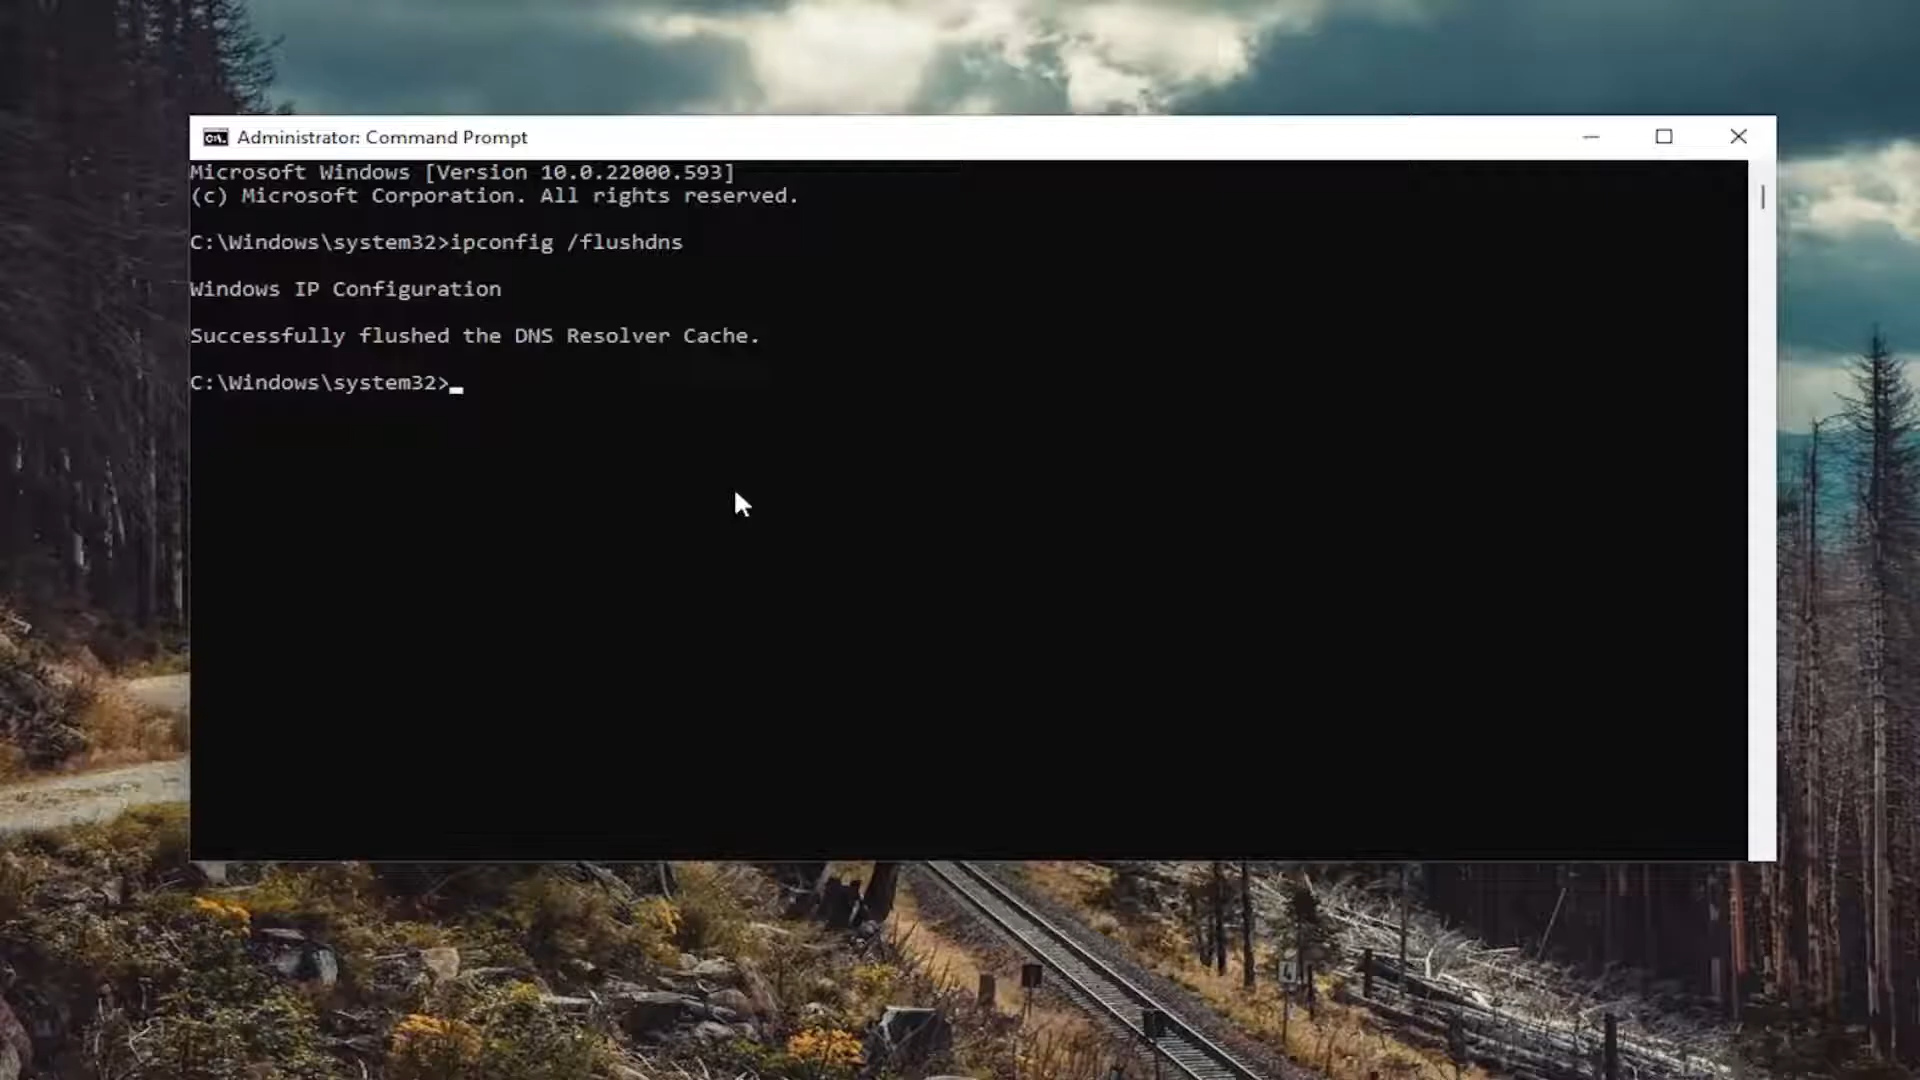 Administrator: Command Prompt
Microsoft Windows [Version 10.0.22000.593]
(c) Microsoft Corporation. All rights reserved.
C:\Windows\system32>ipconfig /flushdns
Windows IP Configuration
Successfully flushed the DNS Resolver Cache.
C:\Windows\system32>